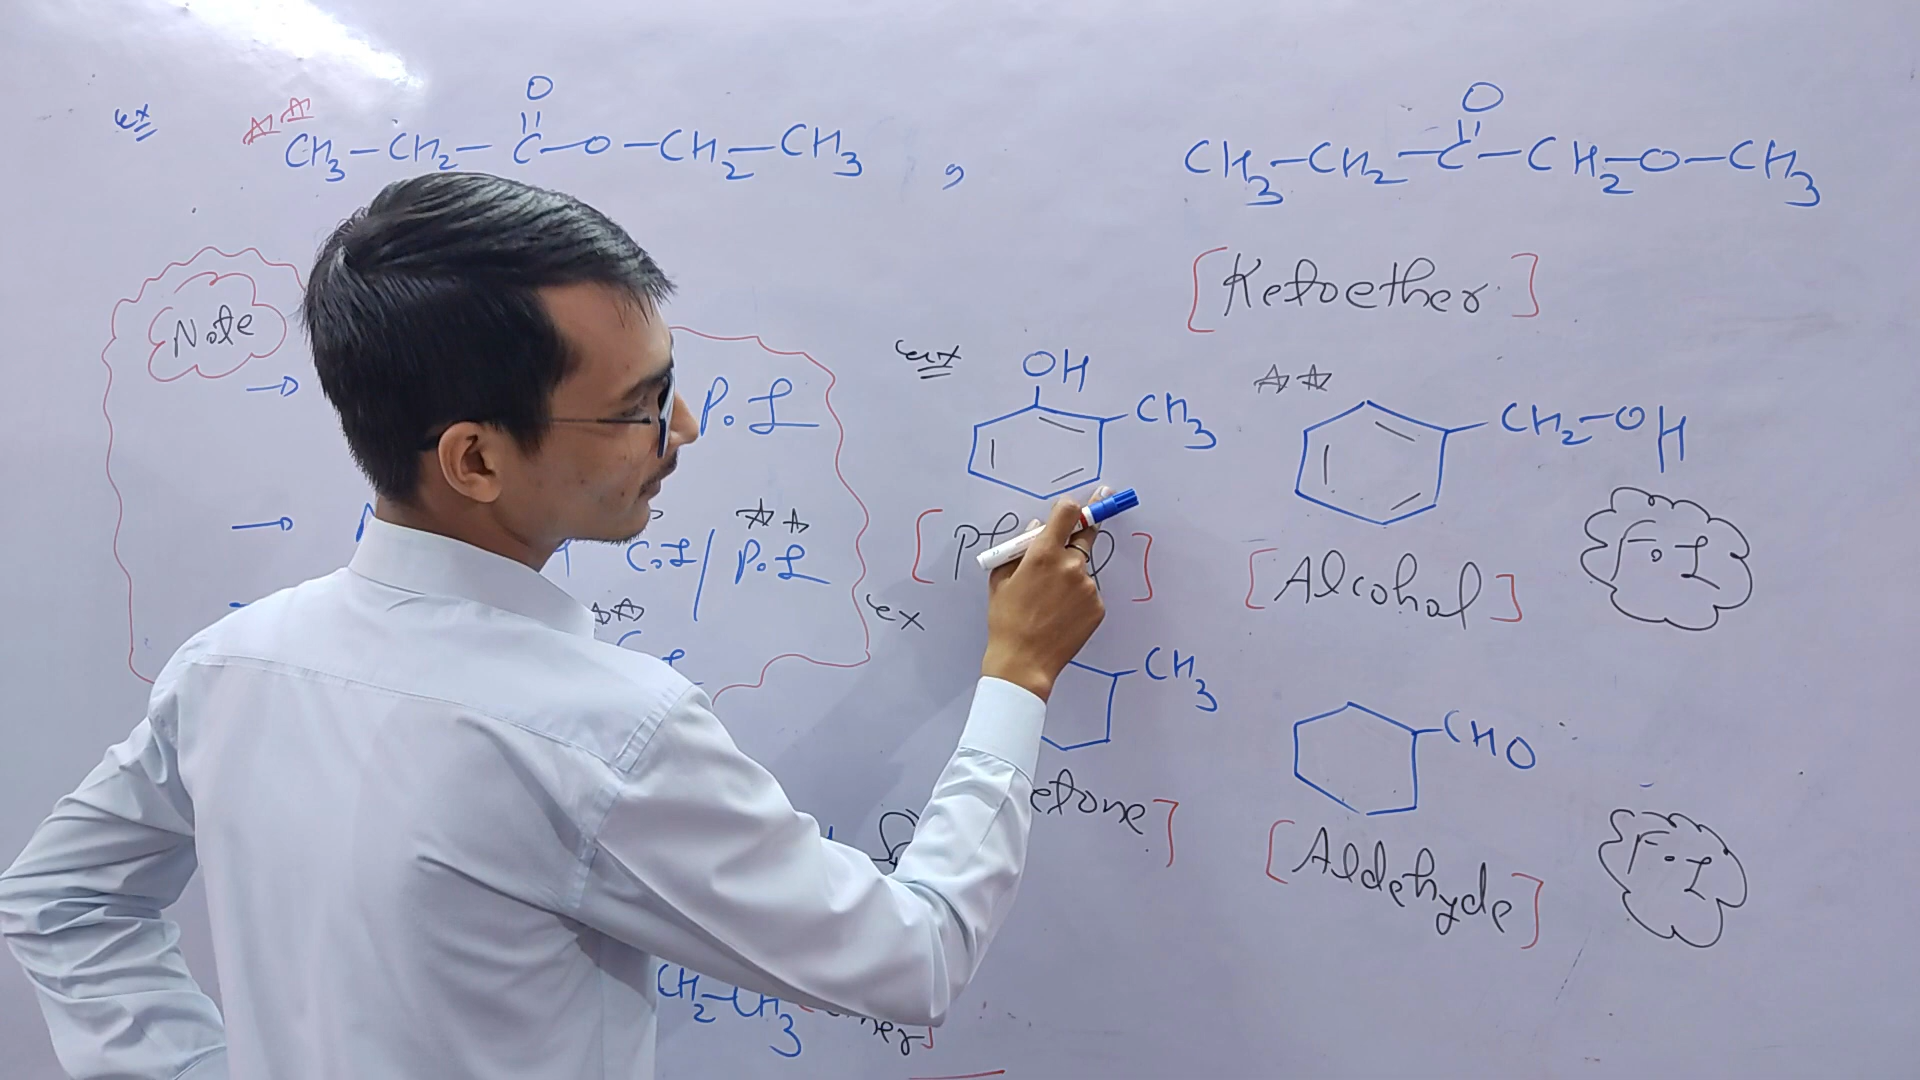 ex CH3-CH2-C-O-CH2-CH3 , CH3-CH2-C-CH2-O-CH3
O O
[Ketoether]
Note
ex OH
CH3 CH2-OH
→ P.L
→ C.I/P.L
[Alcohol] F.I
ex CH3 CHO
etone] [Aldehyde] F.I
CH2-CH3